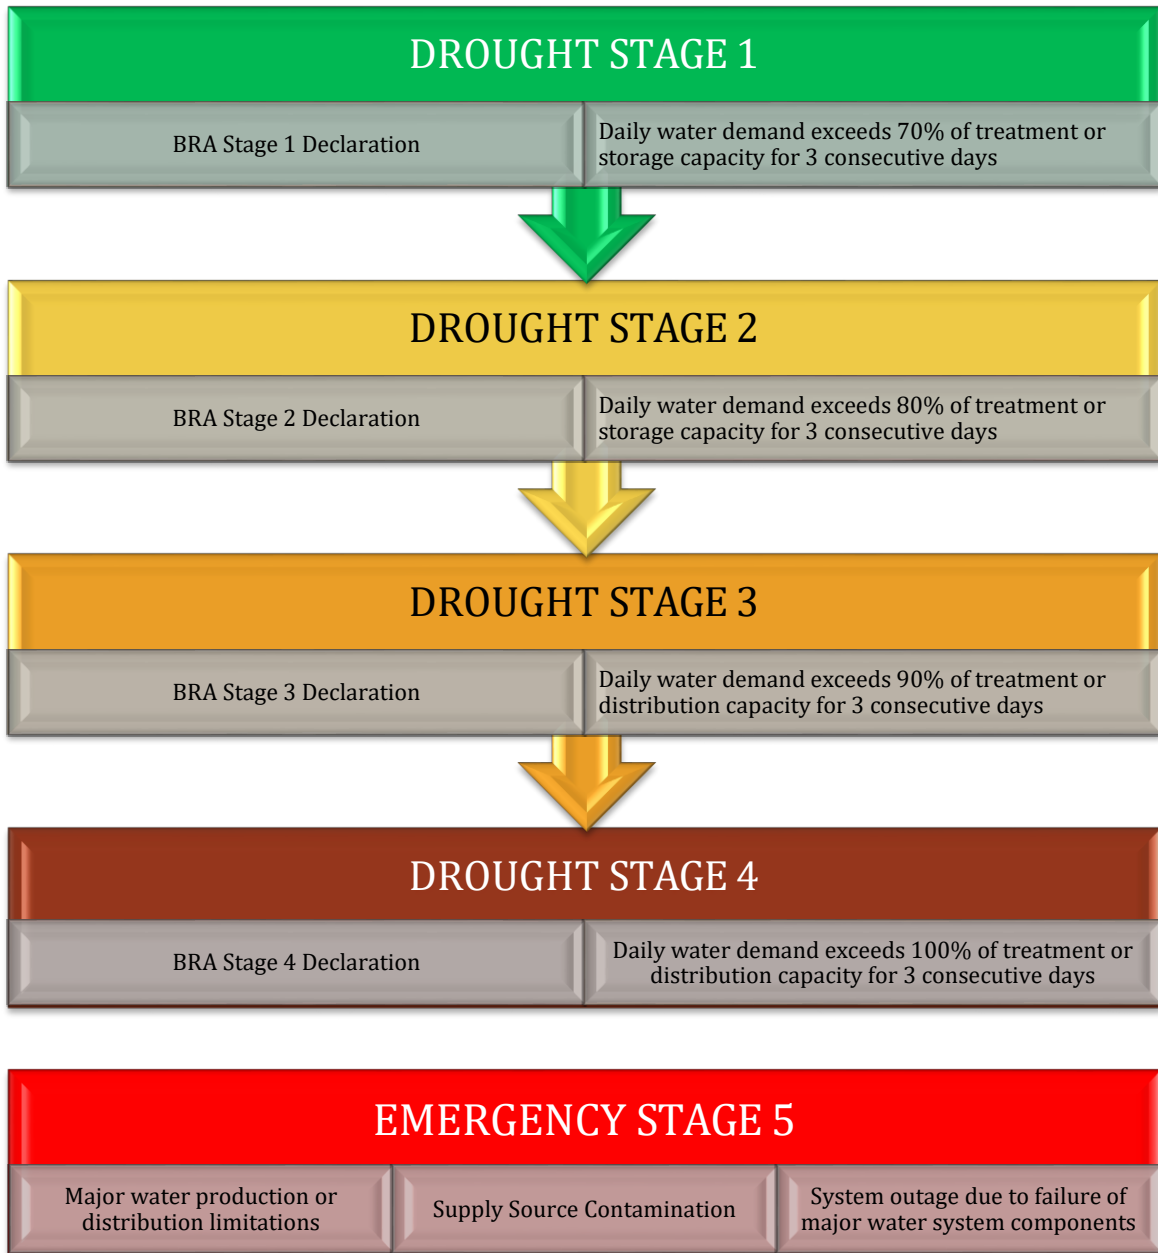 DROUGHT STAGE 1
BRA Stage 1 Declaration
Daily water demand exceeds 70% of treatment or
storage capacity for 3 consecutive days
DROUGHT STAGE 2
BRA Stage 2 Declaration
Daily water demand exceeds 80% of treatment or
storage capacity for 3 consecutive days
DROUGHT STAGE 3
BRA Stage 3 Declaration
Daily water demand exceeds 90% of treatment or
distribution capacity for 3 consecutive days
DROUGHT STAGE 4
BRA Stage 4 Declaration
Daily water demand exceeds 100% of treatment or
distribution capacity for 3 consecutive days
EMERGENCY STAGE 5
Major water production or
distribution limitations
Supply Source Contamination
System outage due to failure of
major water system components